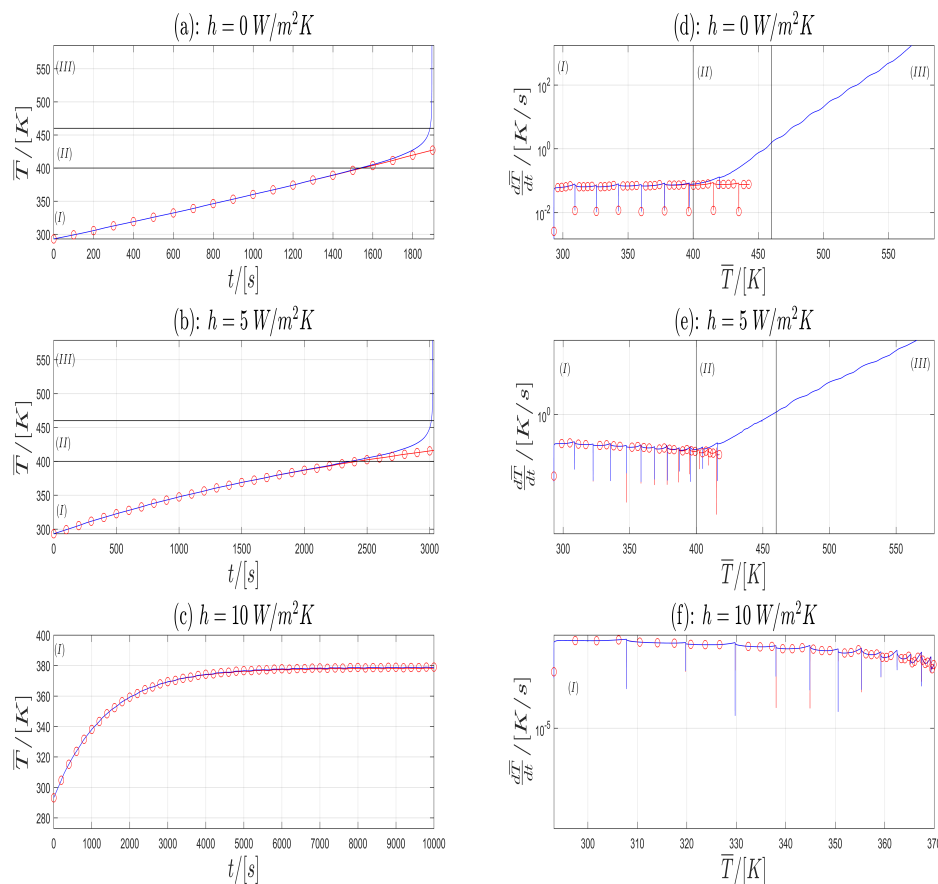 (a): h = 0 W/m²K
T̅/[K]
550
500
450
400
350
300
(III)
(II)
(I)
0 200 400 600 800 1000 1200 1400 1600 1800
t/[s]
(d): h = 0 W/m²K
dT̅/dt / [K/s]
10²
10⁰
10⁻²
(I) (II) (III)
300 350 400 450 500 550
T̅/[K]
(b): h = 5 W/m²K
T̅/[K]
550
500
450
400
350
300
(III)
(II)
(I)
0 500 1000 1500 2000 2500 3000
t/[s]
(e): h = 5 W/m²K
dT̅/dt / [K/s]
10⁰
(I) (II) (III)
300 350 400 450 500 550
T̅/[K]
(c) h = 10 W/m²K
T̅/[K]
400
380
360
340
320
300
280
(I)
0 1000 2000 3000 4000 5000 6000 7000 8000 9000 10000
t/[s]
(f): h = 10 W/m²K
dT̅/dt / [K/s]
10⁻⁵
(I)
300 310 320 330 340 350 360 370
T̅/[K]